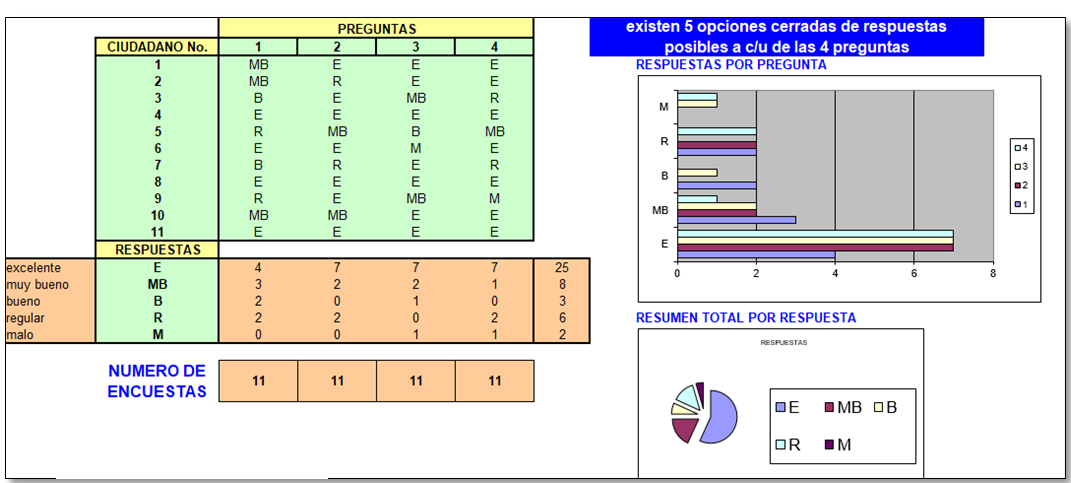 PREGUNTAS
CIUDADANO No. 1 2 3 4
1 MB E E E
2 MB R E E
3 B E MB R
4 E E E E
5 R MB B MB
6 E E M E
7 B R E R
8 E E E E
9 R E MB M
10 MB MB E E
11 E E E E
RESPUESTAS
excelente E 4 7 7 7 25
muy bueno MB 3 2 2 1 8
bueno B 2 0 1 0 3
regular R 2 2 0 2 6
malo M 0 0 1 1 2
NUMERO DE
ENCUESTAS
11 11 11 11
existen 5 opciones cerradas de respuestas
posibles a c/u de las 4 preguntas
RESPUESTAS POR PREGUNTA
M
R
B
MB
E
0 2 4 6 8
4
3
2
1
RESUMEN TOTAL POR RESPUESTA
RESPUESTAS
E MB B
R M